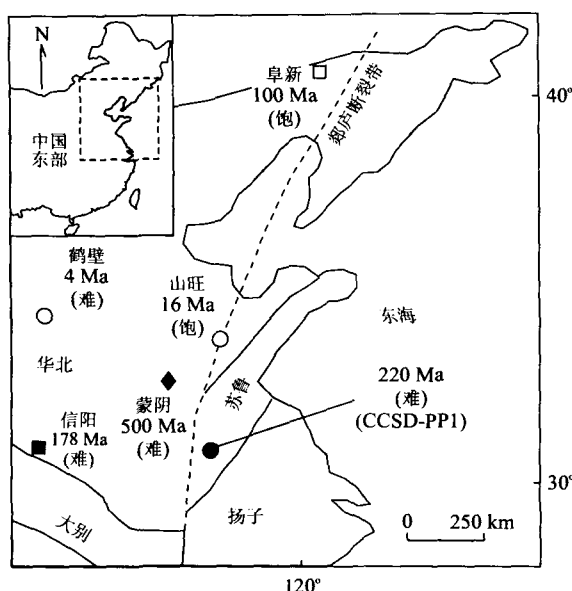 N
中国
东部
阜新
100 Ma
(饱)
郯庐断裂带
40°
鹤壁
4 Ma
(难)
山旺
16 Ma
(饱)
东海
华北
苏鲁
220 Ma
(难)
(CCSD-PP1)
蒙阴
500 Ma
(难)
信阳
178 Ma
(难)
30°
大别
扬子
0 250 km
120°